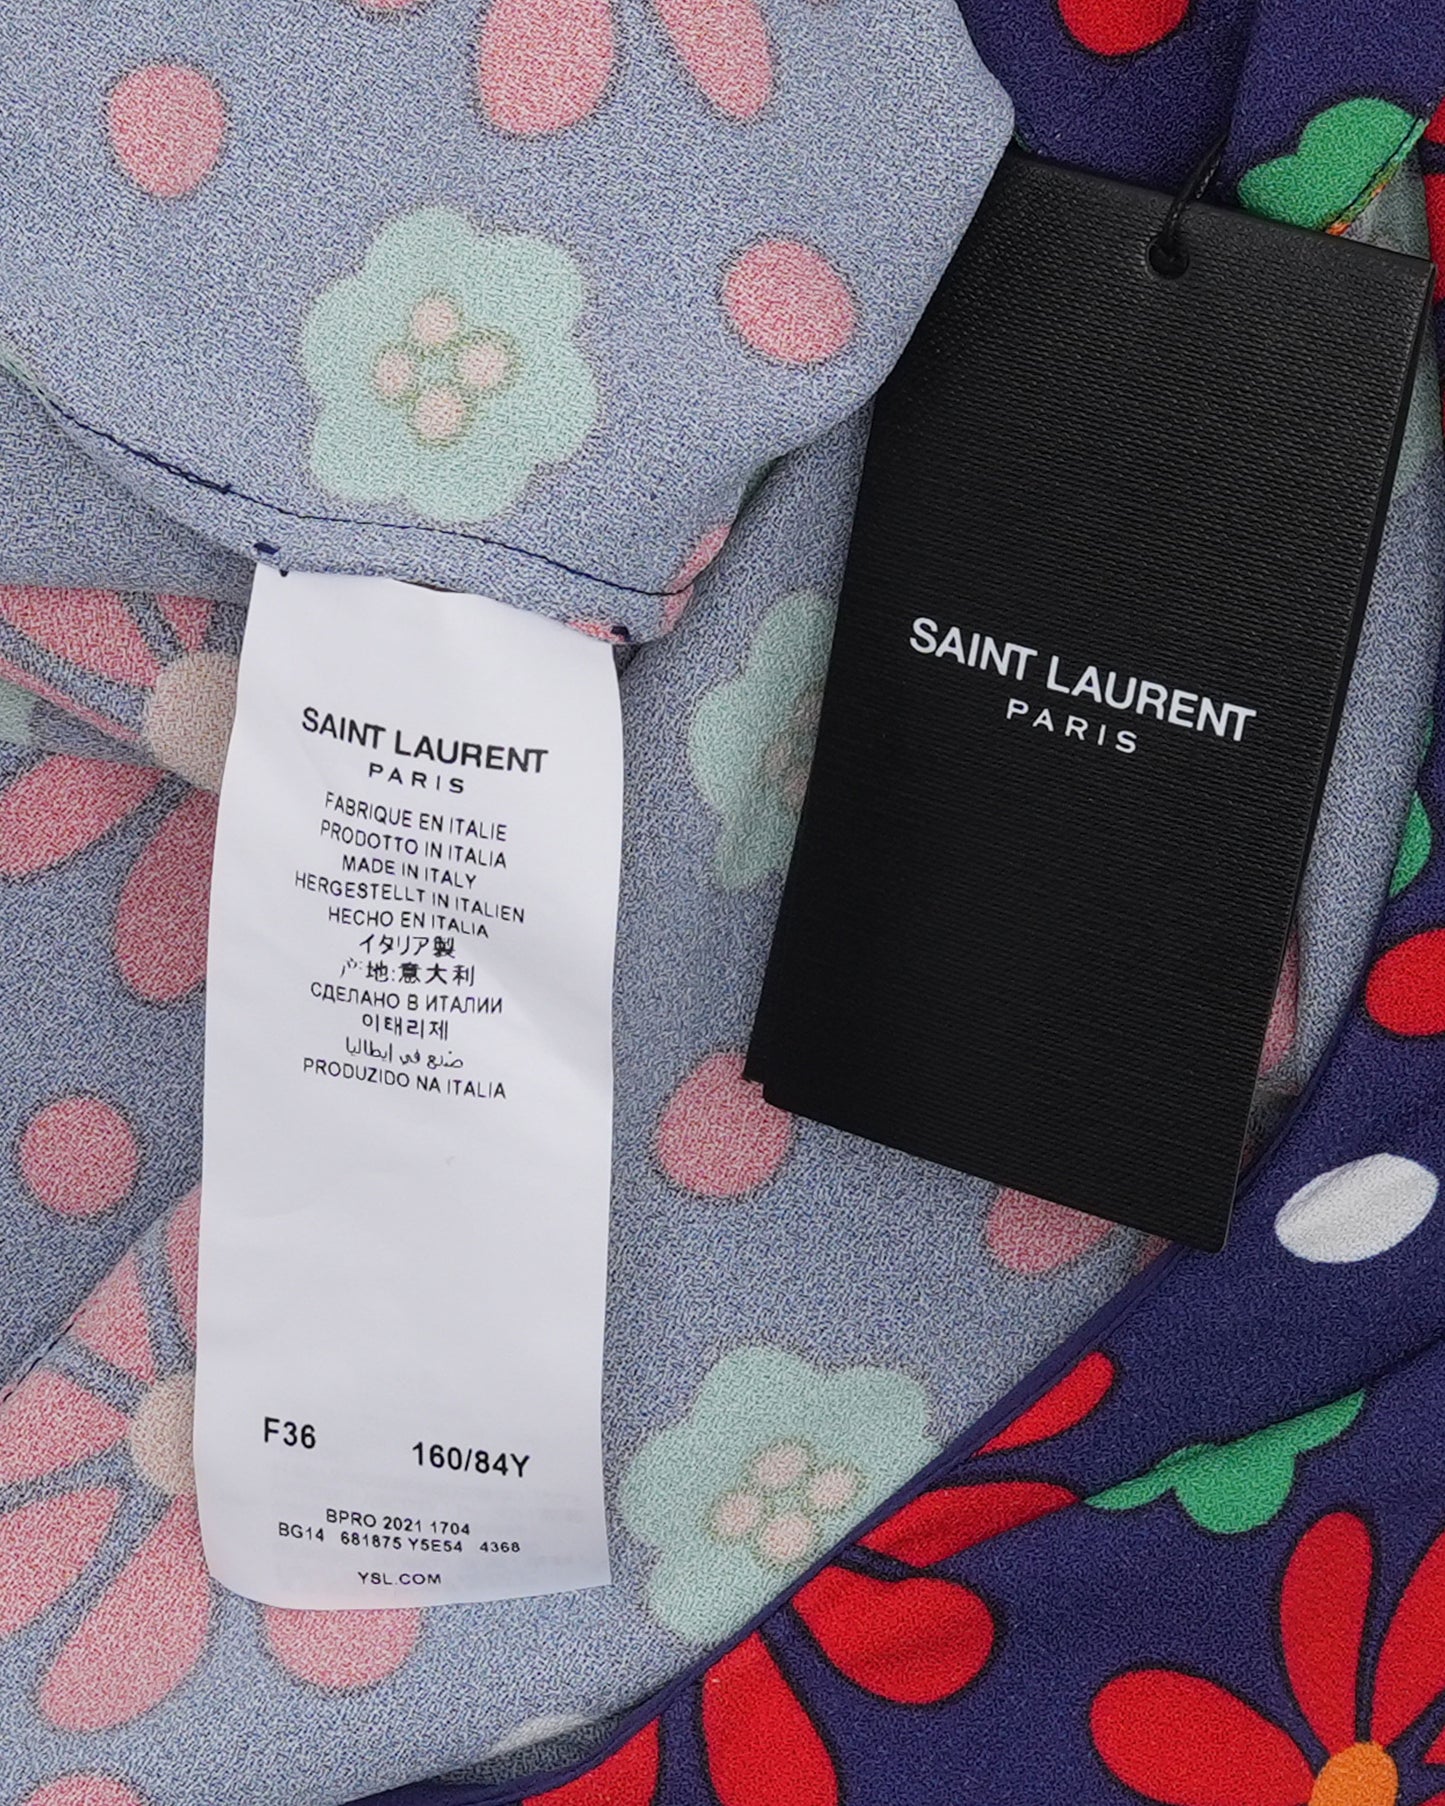 SAINT LAURENT
PARIS
FABRIQUE EN ITALIE
PRODOTTO IN ITALIA
MADE IN ITALY
HERGESTELLT IN ITALIEN
HECHO EN ITALIA
イタリア製
产地:意大利
СДЕЛАНО В ИТАЛИИ
이태리제
صنع في ايطاليا
PRODUZIDO NA ITALIA
F36 160/84Y
BPRO 2021 1704
BG14 681875 Y5E54 4368
YSL.COM
SAINT LAURENT
PARIS